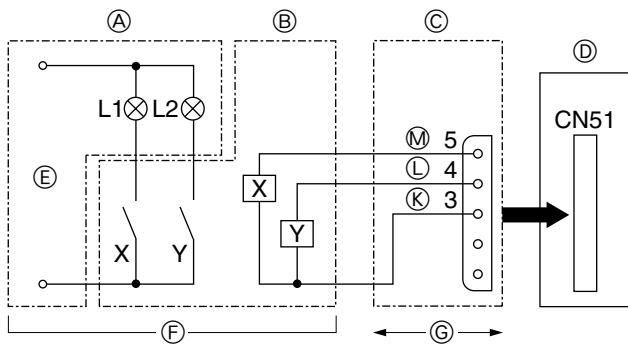 Ⓐ Ⓑ Ⓒ Ⓓ
L1 L2 CN51
Ⓜ 5
Ⓛ 4
Ⓔ X Ⓚ 3
Y
X Y
Ⓕ Ⓖ